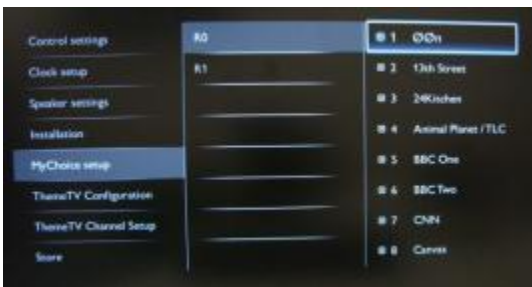 Control settings
Clock setup
Speaker settings
Installation
MyChoice setup
ThemeTV Configuration
ThemeTV Channel Setup
Store
R0
R1
1 ØØn
2 13th Street
3 24Kitchen
4 Animal Planet / TLC
5 BBC One
6 BBC Two
7 CNN
8 Canvas